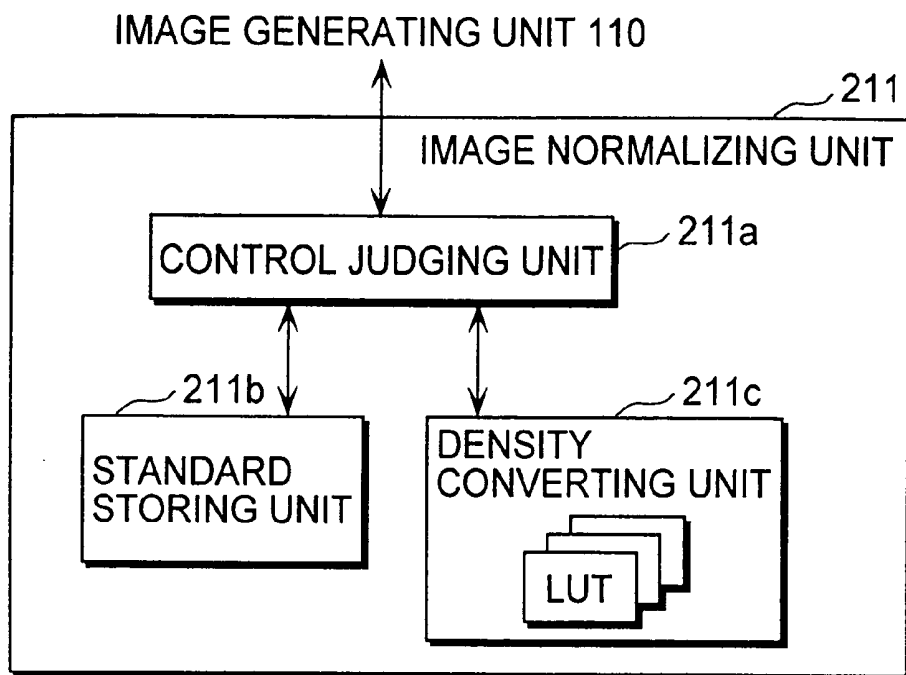 IMAGE GENERATING UNIT 110
211
IMAGE NORMALIZING UNIT
211a
CONTROL JUDGING UNIT
211b
STANDARD
STORING UNIT
211c
DENSITY
CONVERTING UNIT
LUT